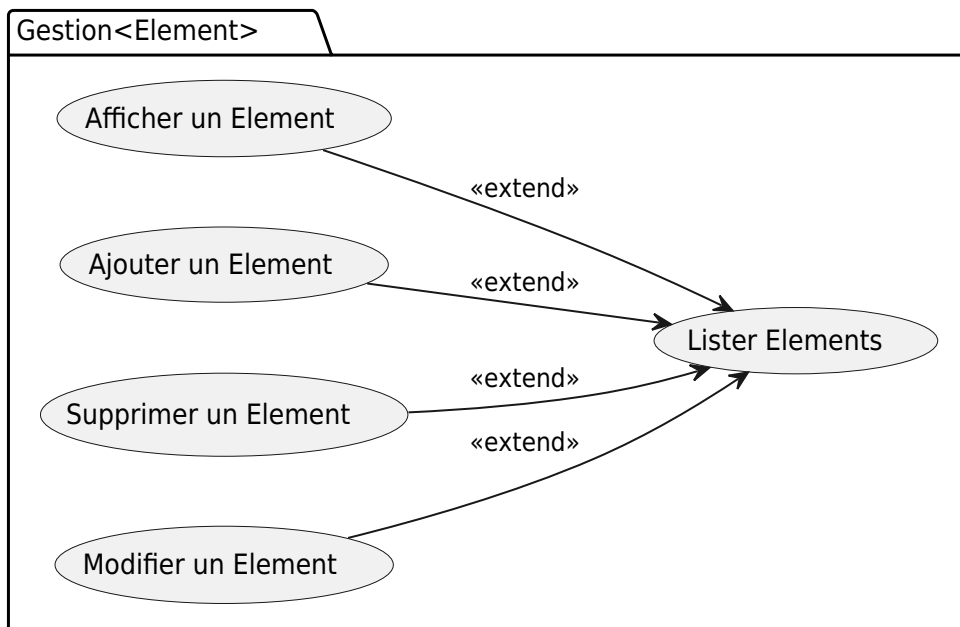 Gestion<Element>
Afficher un Element
«extend»
Ajouter un Element
«extend»
Lister Elements
«extend»
Supprimer un Element
«extend»
Modifier un Element